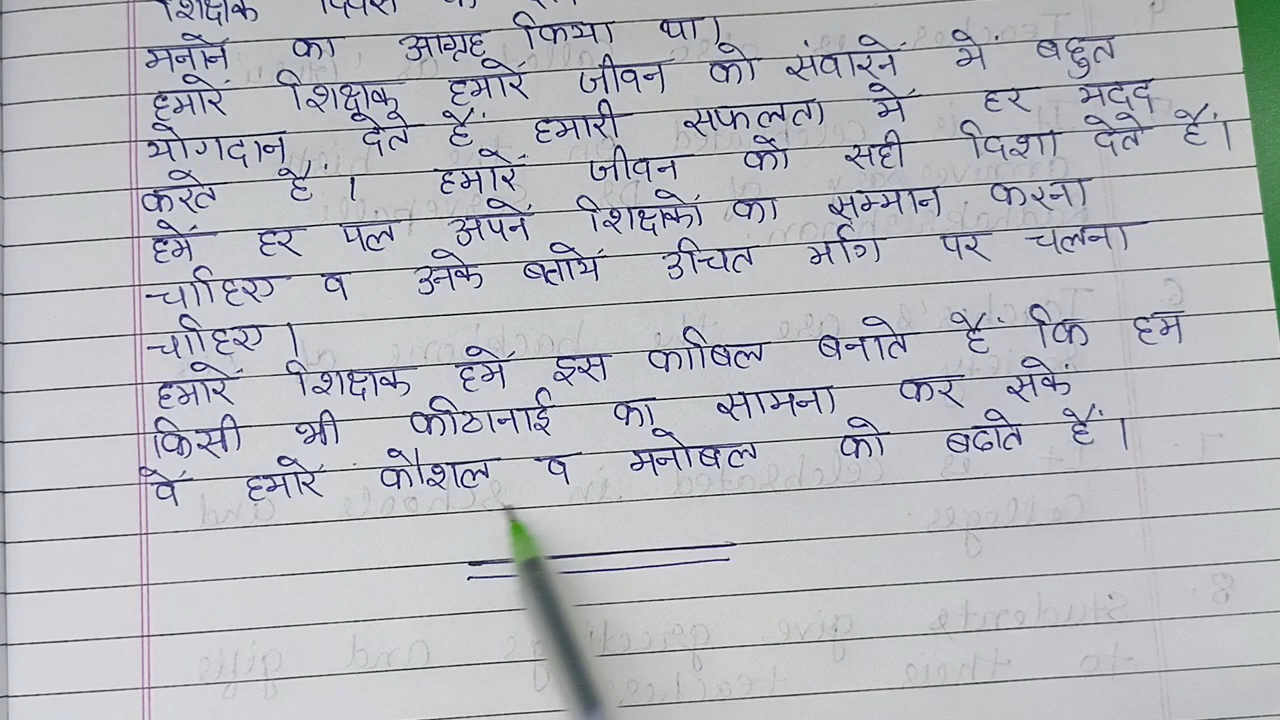 शिक्षक दिवस
मनाने का आग्रह किया था।
हमारें शिक्षक हमारें जीवन को संवारनें में बहुत
योगदान देते हैं हमारी सफलता में हर मदद
करते हैं। हमारें जीवन को सही दिशा देते हैं।
हमें हर पल अपनें शिक्षकों का सम्मान करना
चाहिए व उनके बतायें उचित मार्ग पर चलना
चाहिए।
हमारें शिक्षक हमें इस काबिल बनाते हैं कि हम
किसी भी कठिनाई का सामना कर सकें
वें हमारें कौशल व मनोबल को बढाते हैं।